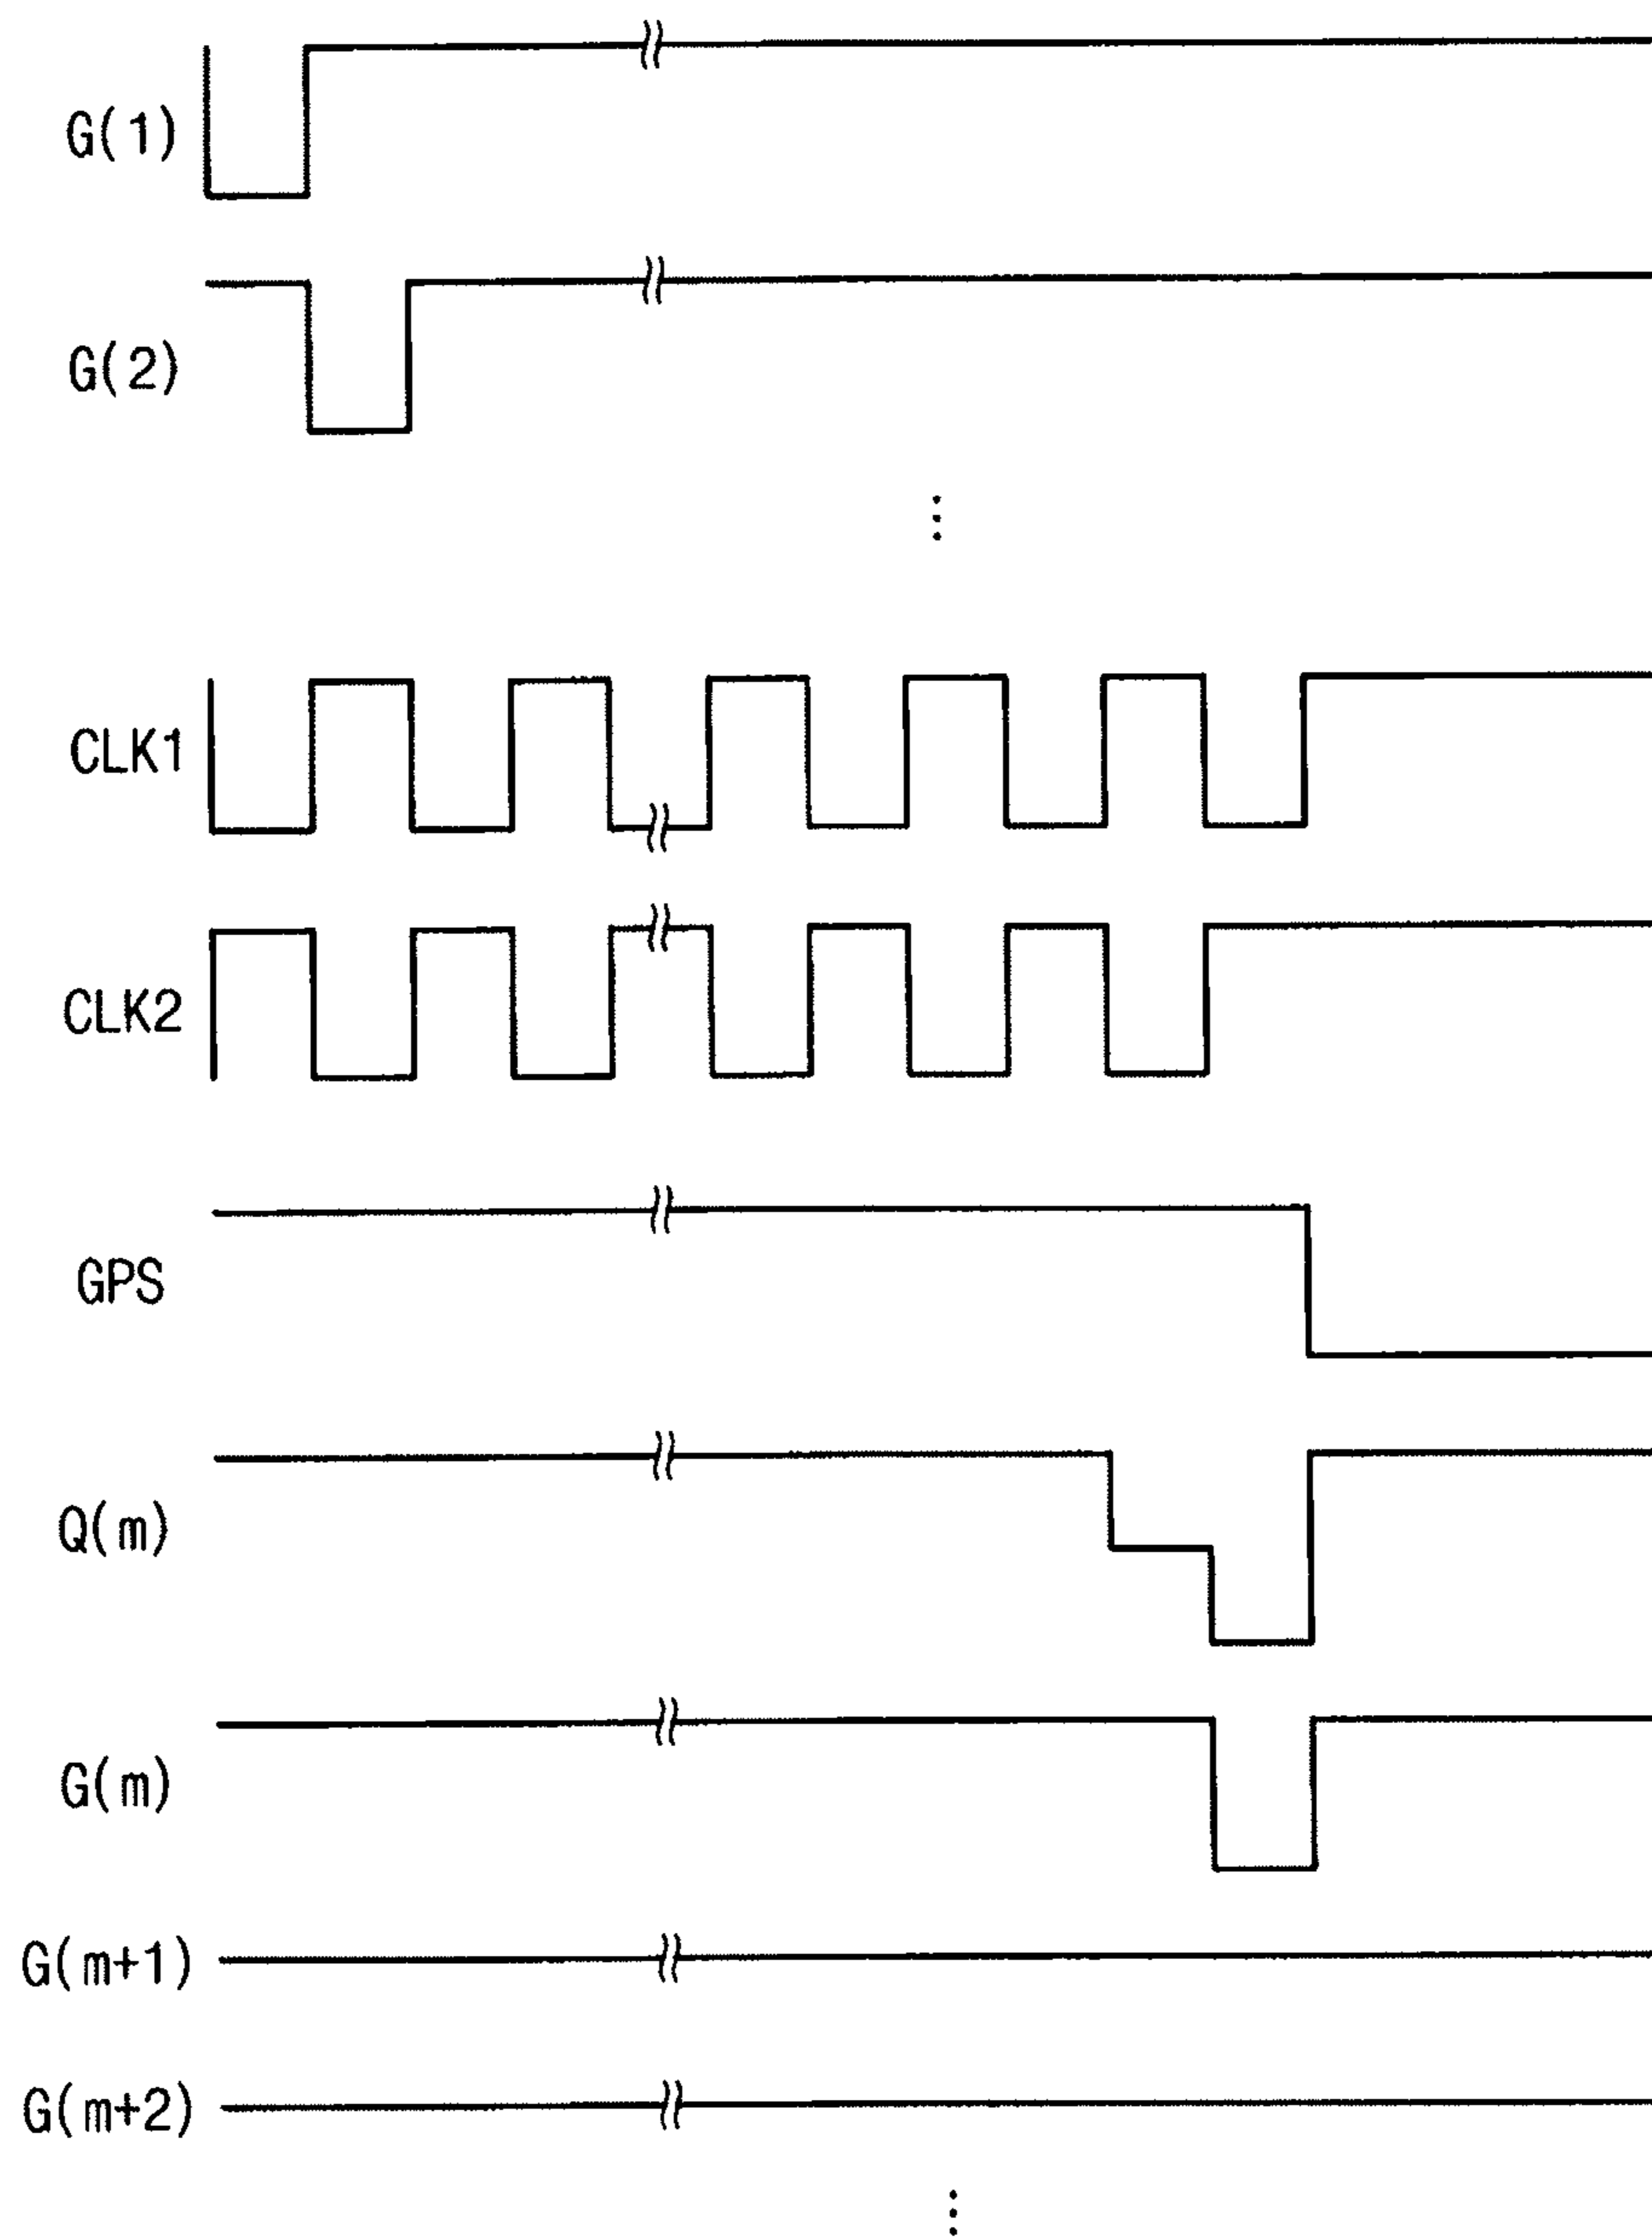 G(1)
G(2)
⋮
CLK1
CLK2
GPS
Q(m)
G(m)
G(m+1)
G(m+2)
⋮